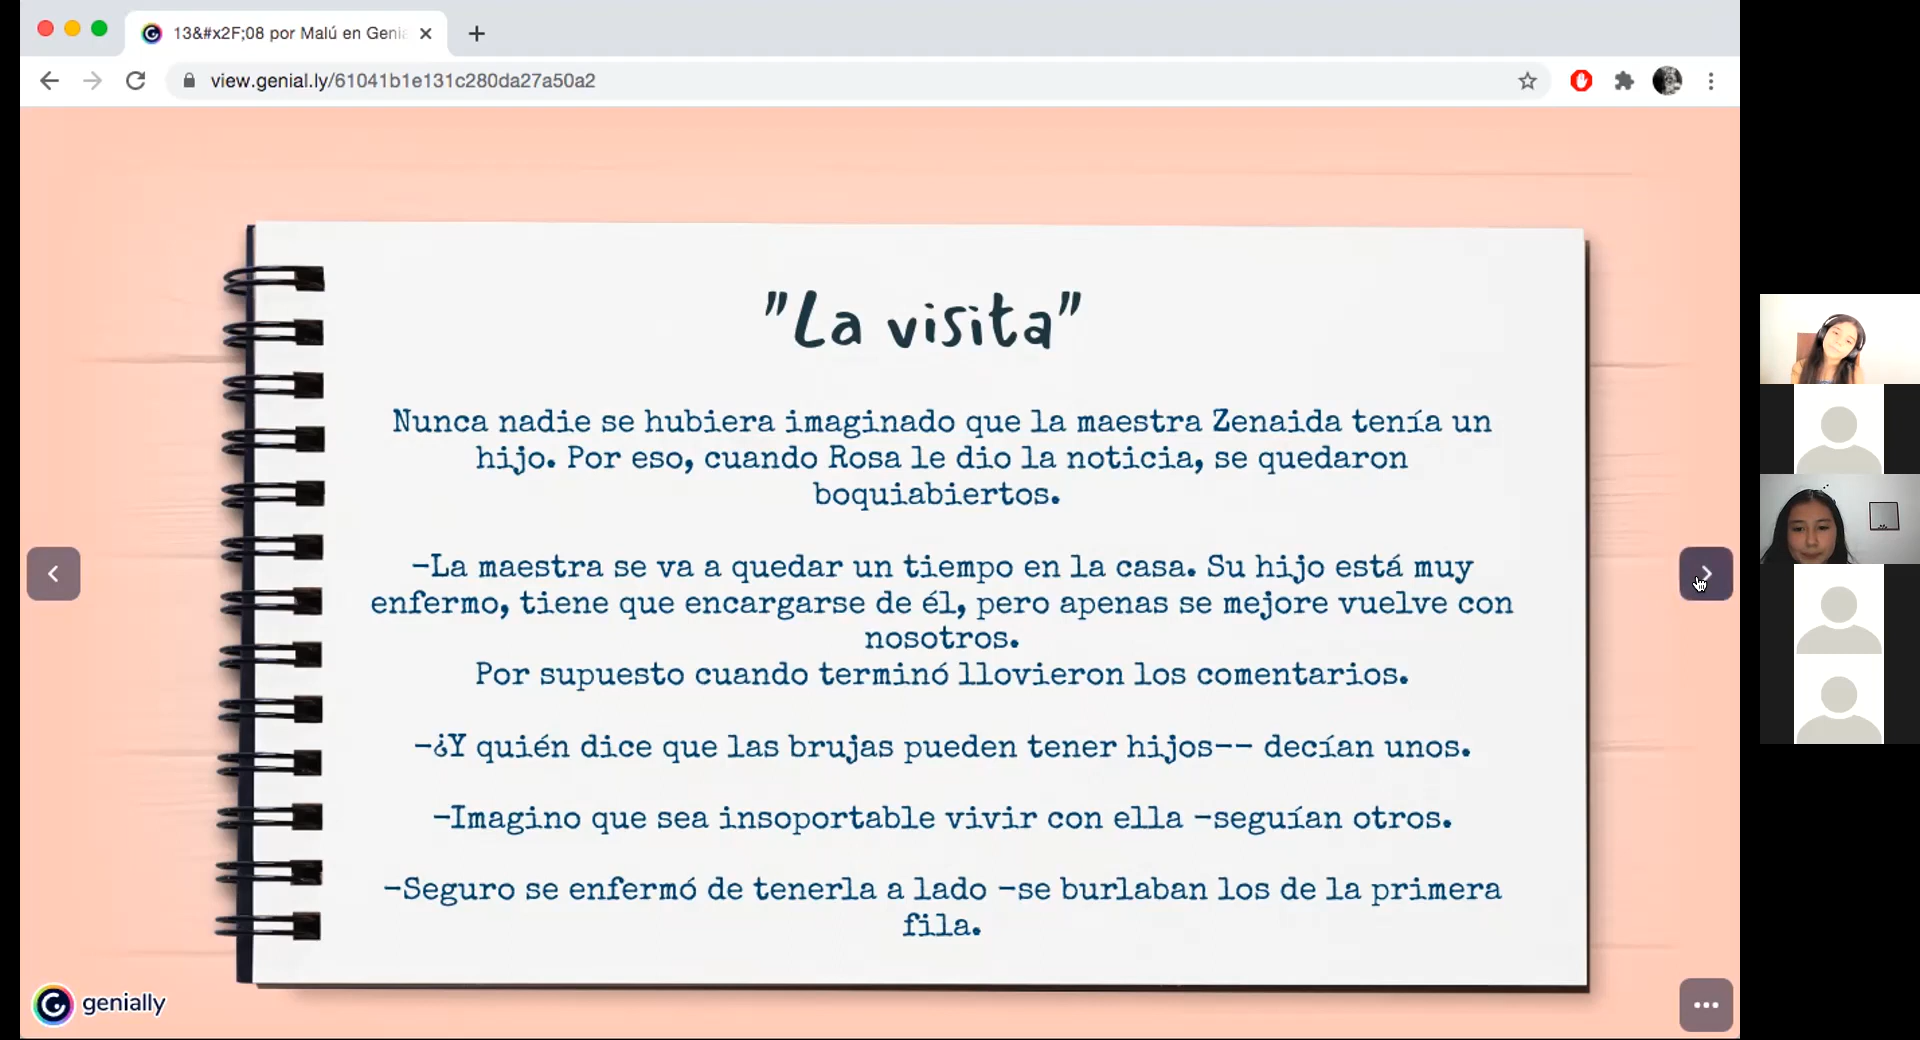 13&#x2F;08 por Malú en Genia
view.genial.ly/61041b1e131c280da27a50a2
"La visita"
Nunca nadie se hubiera imaginado que la maestra Zenaida tenía un
hijo. Por eso, cuando Rosa le dio la noticia, se quedaron
boquiabiertos.
-La maestra se va a quedar un tiempo en la casa. Su hijo está muy
enfermo, tiene que encargarse de él, pero apenas se mejore vuelve con
nosotros.
Por supuesto cuando terminó llovieron los comentarios.
-¿Y quién dice que las brujas pueden tener hijos-- decían unos.
-Imagino que sea insoportable vivir con ella -seguían otros.
-Seguro se enfermó de tenerla a lado -se burlaban los de la primera
fila.
genially